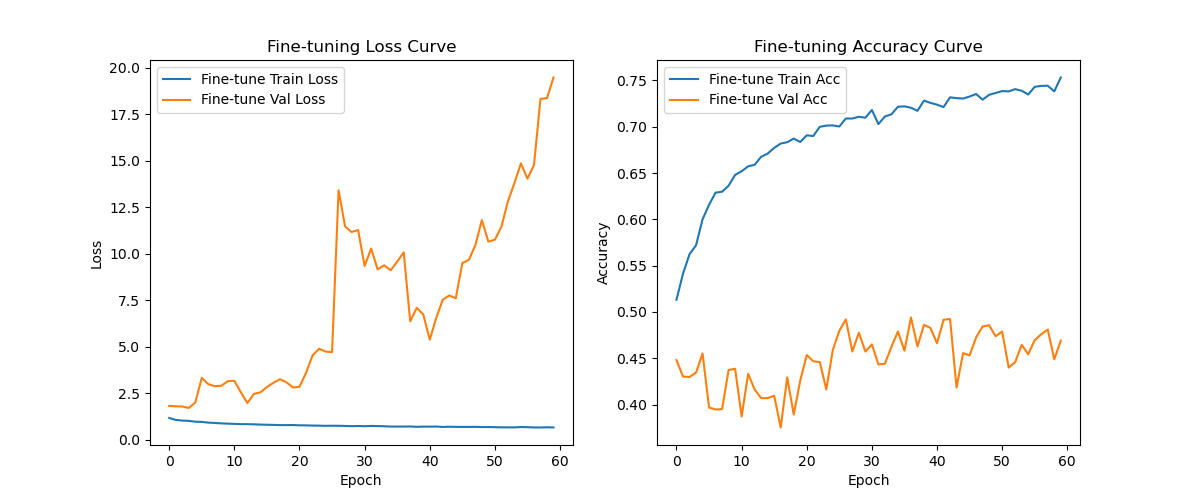 Fine-tuning Loss Curve
Fine-tune Train Loss
Fine-tune Val Loss
20.0
17.5
15.0
12.5
10.0
7.5
5.0
2.5
0.0
Loss
0 10 20 30 40 50 60
Epoch
Fine-tuning Accuracy Curve
Fine-tune Train Acc
Fine-tune Val Acc
0.75
0.70
0.65
0.60
0.55
0.50
0.45
0.40
Accuracy
0 10 20 30 40 50 60
Epoch